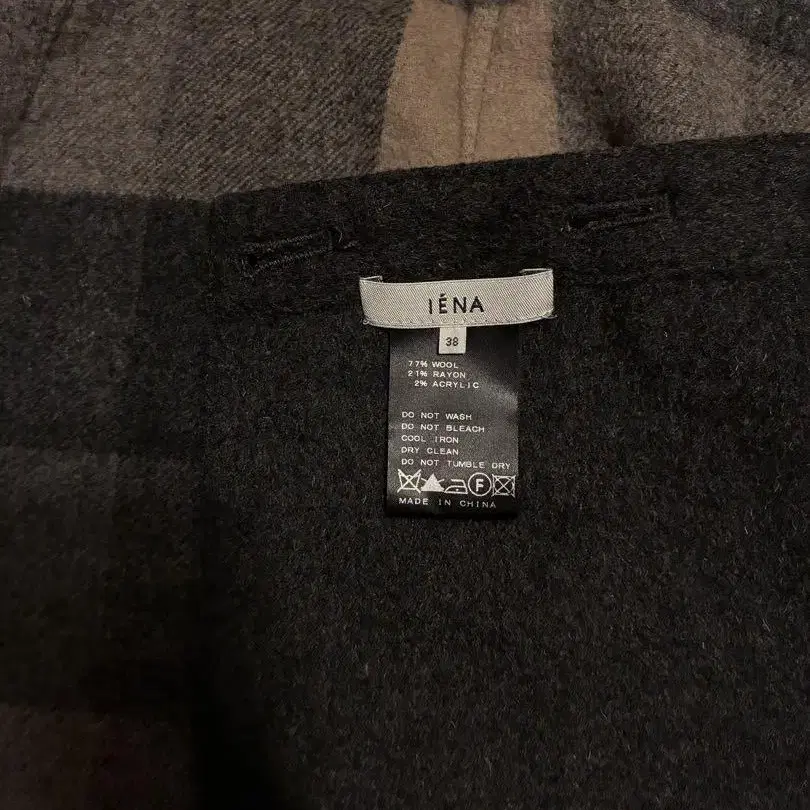 IÉNA
38
77% WOOL
21% RAYON
2% ACRYLIC
DO NOT WASH
DO NOT BLEACH
COOL IRON
DRY CLEAN
DO NOT TUMBLE DRY
F
MADE IN CHINA